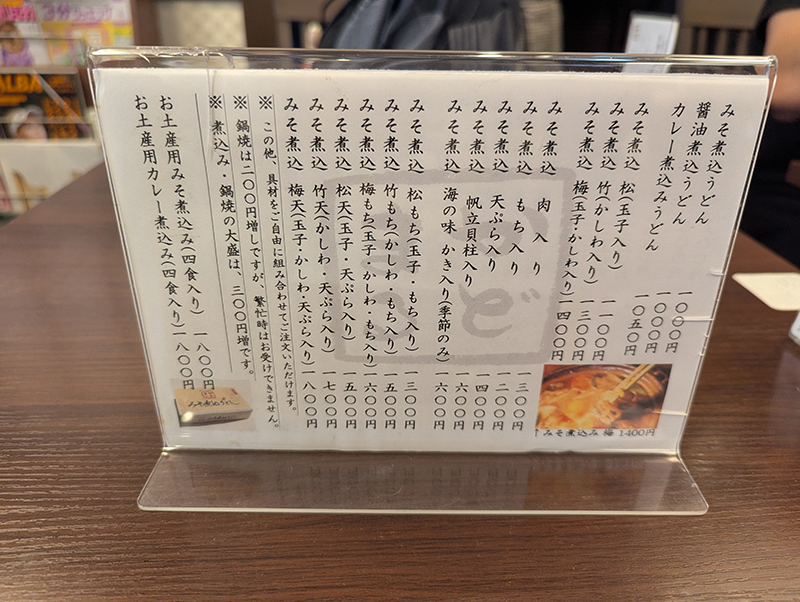 みそ煮込うどん 一〇〇〇円
醤油煮込うどん 一〇〇〇円
カレー煮込みうどん 一〇五〇円
みそ煮込 松(玉子入り) 一一〇〇円
みそ煮込 竹(かしわ入り) 一三〇〇円
みそ煮込 梅(玉子・かしわ入り) 一四〇〇円
みそ煮込 肉入り 一三〇〇円
みそ煮込 もち入り 一二〇〇円
みそ煮込 天ぷら入り 一四〇〇円
みそ煮込 帆立貝柱入り 一六〇〇円
みそ煮込 海の味 かき入り(季節のみ) 一六〇〇円
みそ煮込 松もち(玉子・もち入り) 一三〇〇円
みそ煮込 竹もち(かしわ・もち入り) 一五〇〇円
みそ煮込 梅もち(玉子・かしわ・もち入り) 一六〇〇円
みそ煮込 松天(玉子・天ぷら入り) 一五〇〇円
みそ煮込 竹天(かしわ・天ぷら入り) 一七〇〇円
みそ煮込 梅天(玉子・かしわ・天ぷら入り) 一八〇〇円
※ この他、具材をご自由に組み合わせてご注文いただけます。
※ 鍋焼は二〇〇円増しですが、繁忙時はお受けできません。
※ 煮込み・鍋焼の大盛は、三〇〇円増です。
お土産用みそ煮込み(四食入り) 一八〇〇円
お土産用カレー煮込み(四食入り) 一八〇〇円
みそ煮込み 梅 1400円
みそ煮込うどん
ALBA